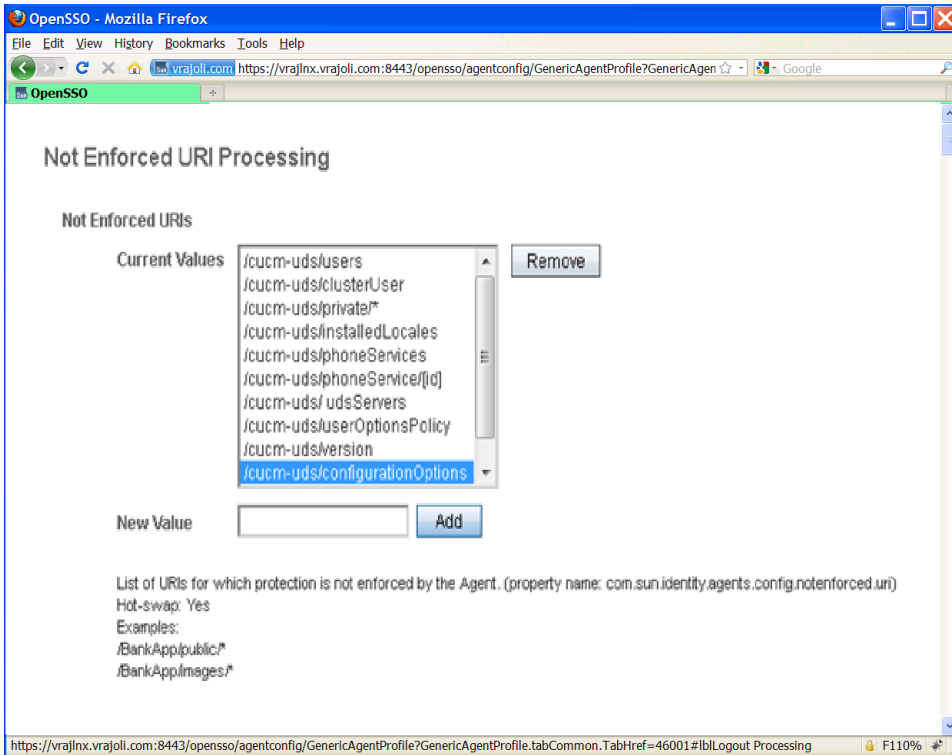 OpenSSO - Mozilla Firefox
File Edit View History Bookmarks Tools Help
Sun vrajoli.com https://vrajlnx.vrajoli.com:8443/opensso/agentconfig/GenericAgentProfile?GenericAgen Google
Sun OpenSSO
Not Enforced URI Processing
Not Enforced URIs
Current Values
/cucm-uds/users
Remove
/cucm-uds/clusterUser
/cucm-uds/private/*
/cucm-uds/installedLocales
/cucm-uds/phoneServices
/cucm-uds/phoneService/[id]
/cucm-uds/ udsServers
/cucm-uds/userOptionsPolicy
/cucm-uds/version
/cucm-uds/configurationOptions
New Value
Add
List of URIs for which protection is not enforced by the Agent. (property name: com.sun.identity.agents.config.notenforced.uri)
Hot-swap: Yes
Examples:
/BankApp/public/*
/BankApp/images/*
https://vrajlnx.vrajoli.com:8443/opensso/agentconfig/GenericAgentProfile?GenericAgentProfile.tabCommon.TabHref=46001#lblLogout Processing F110%